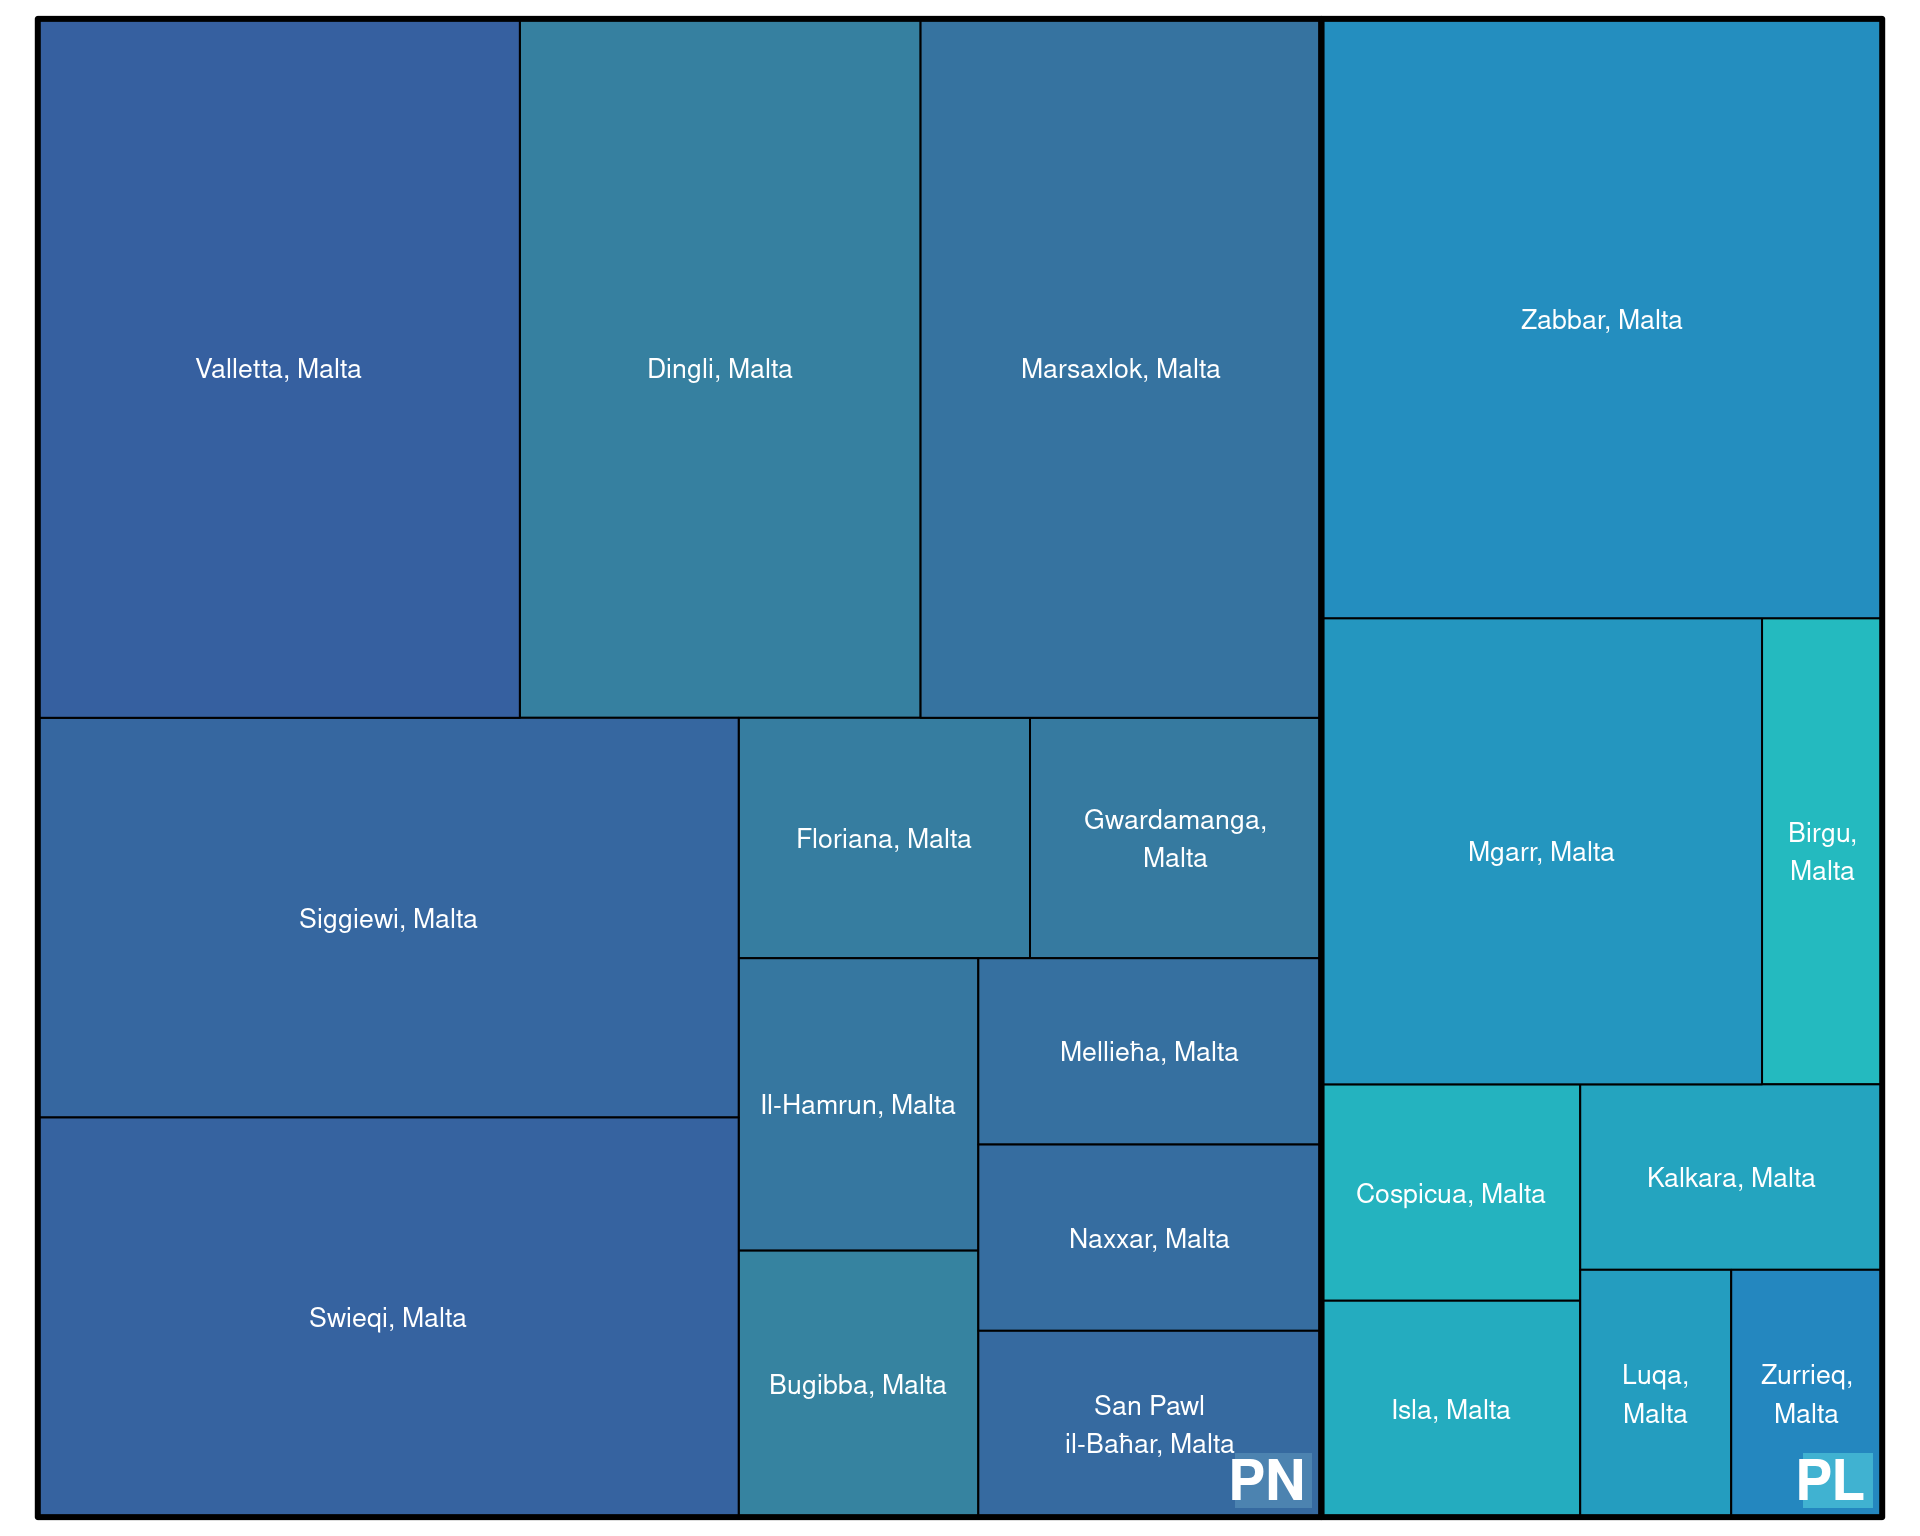 Valletta, Malta
Dingli, Malta
Marsaxlok, Malta
Zabbar, Malta
Siggiewi, Malta
Floriana, Malta
Gwardamanga,
Malta
Mgarr, Malta
Birgu,
Malta
Il-Hamrun, Malta
Mellieħa, Malta
Naxxar, Malta
Cospicua, Malta
Kalkara, Malta
Swieqi, Malta
Bugibba, Malta
San Pawl
il-Baħar, Malta
PN
Isla, Malta
Luqa,
Malta
Zurrieq,
Malta
PL